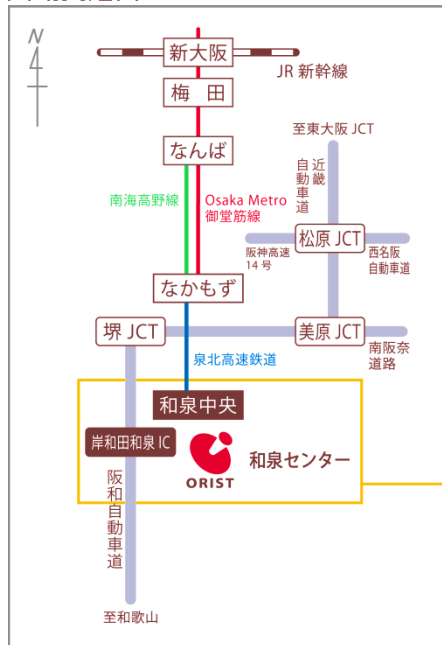 N
新大阪
JR 新幹線
梅 田
至東大阪 JCT
なんば
近畿
自動車道
南海高野線
Osaka Metro
御堂筋線
松原 JCT
阪神高速
14 号
西名阪
自動車道
なかもず
堺 JCT
美原 JCT
泉北高速鉄道
南阪奈
道路
和泉中央
岸和田和泉 IC
和泉センター
ORIST
阪和自動車道
至和歌山